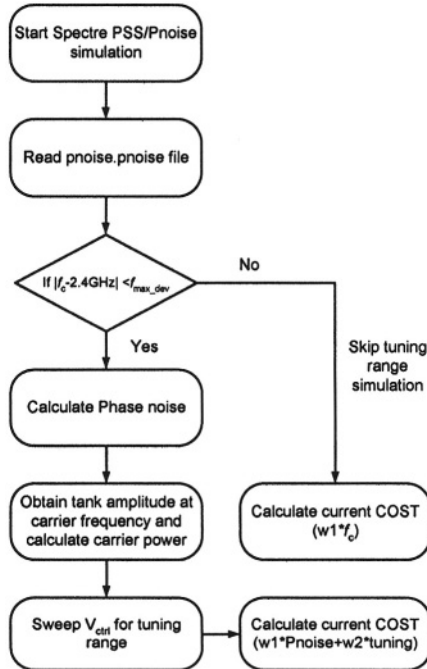 Start Spectre PSS/Pnoise
simulation
Read pnoise.pnoise file
If |fc-2.4GHz| <fmax_dev
No
Yes
Skip tuning
range
simulation
Calculate Phase noise
Obtain tank amplitude at
carrier frequency and
calculate carrier power
Calculate current COST
(w1*fc)
Sweep Vctrl for tuning
range
Calculate current COST
(w1*Pnoise+w2*tuning)